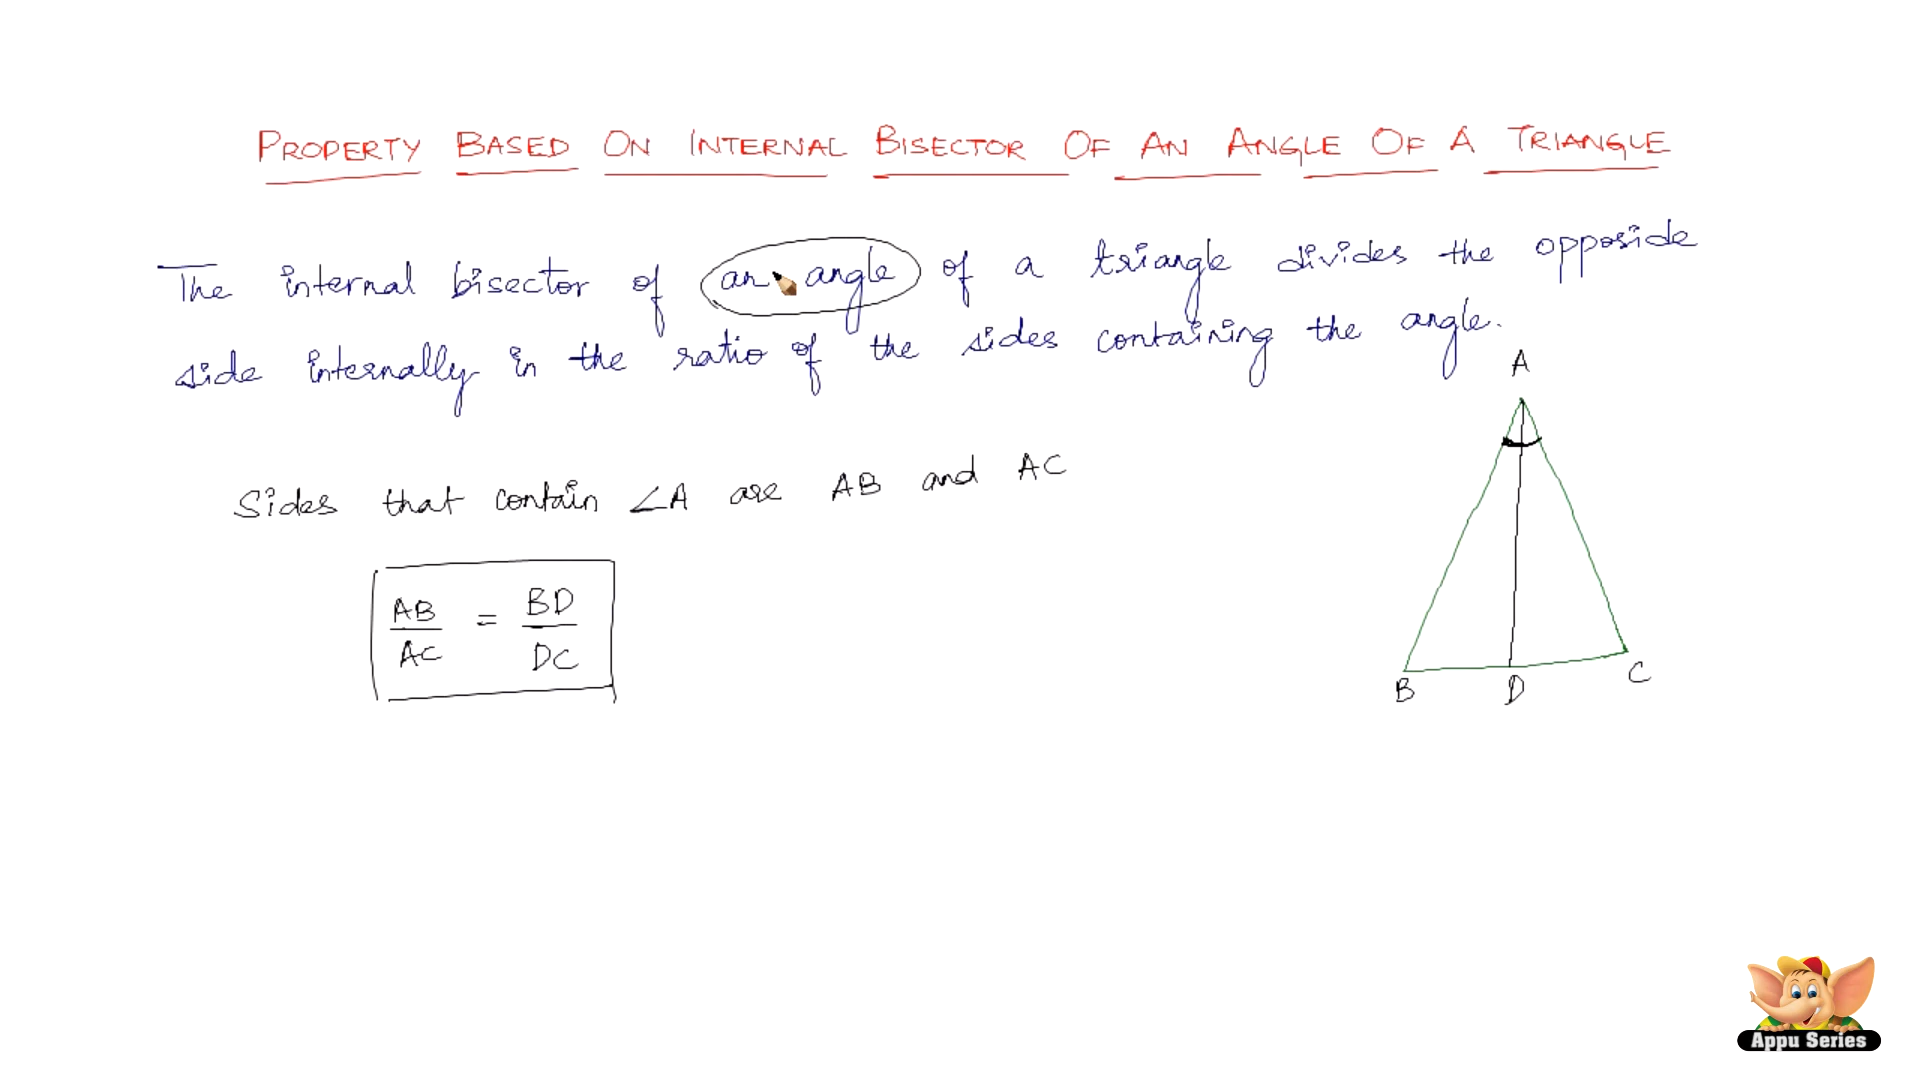 PROPERTY BASED ON INTERNAL BISECTOR OF AN ANGLE OF A TRIANGLE
The internal bisector of an angle of a triangle divides the opposide
side internally in the ratio of the sides containing the angle.
A
Sides that contain ∠A are AB and AC
AB/AC = BD/DC
B D C
Appu Series